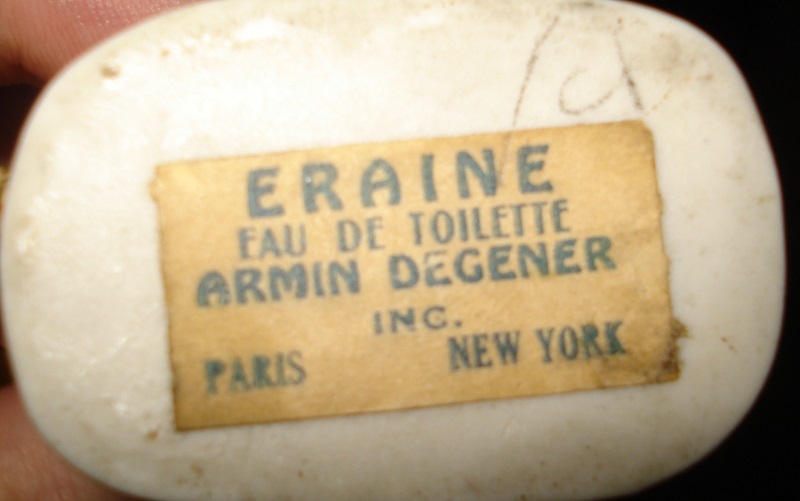 ERAINE
EAU DE TOILETTE
ARMIN DEGENER
INC.
PARIS NEW YORK